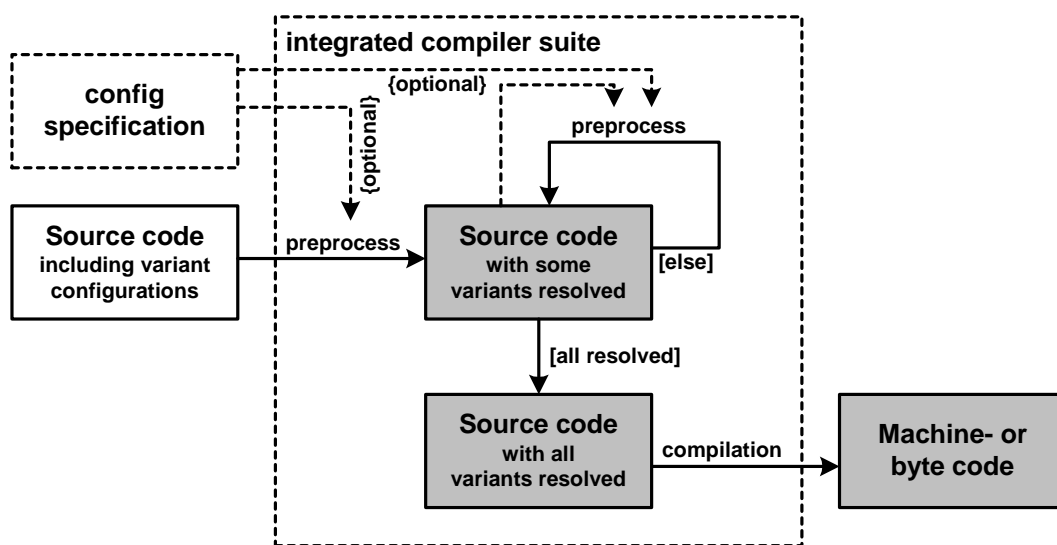 integrated compiler suite
config
specification
{optional}
{optional}
preprocess
Source code
including variant
configurations
preprocess
Source code
with some
variants resolved
[else]
[all resolved]
Source code
with all
variants resolved
compilation
Machine- or
byte code